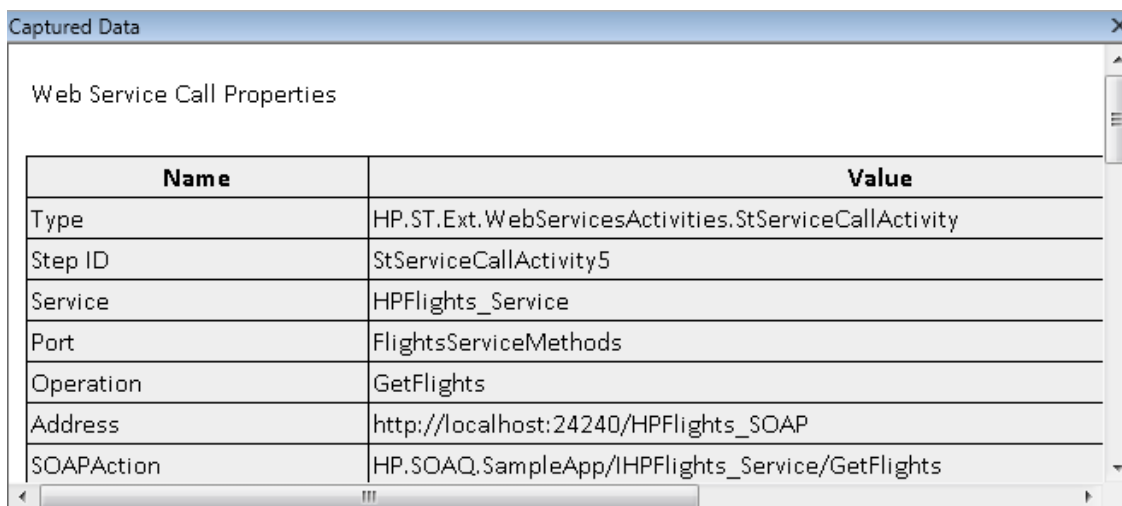 Captured Data
Web Service Call Properties
Name Value
Type HP.ST.Ext.WebServicesActivities.StServiceCallActivity
Step ID StServiceCallActivity5
Service HPFlights_Service
Port FlightsServiceMethods
Operation GetFlights
Address http://localhost:24240/HPFlights_SOAP
SOAPAction HP.SOAQ.SampleApp/IHPFlights_Service/GetFlights